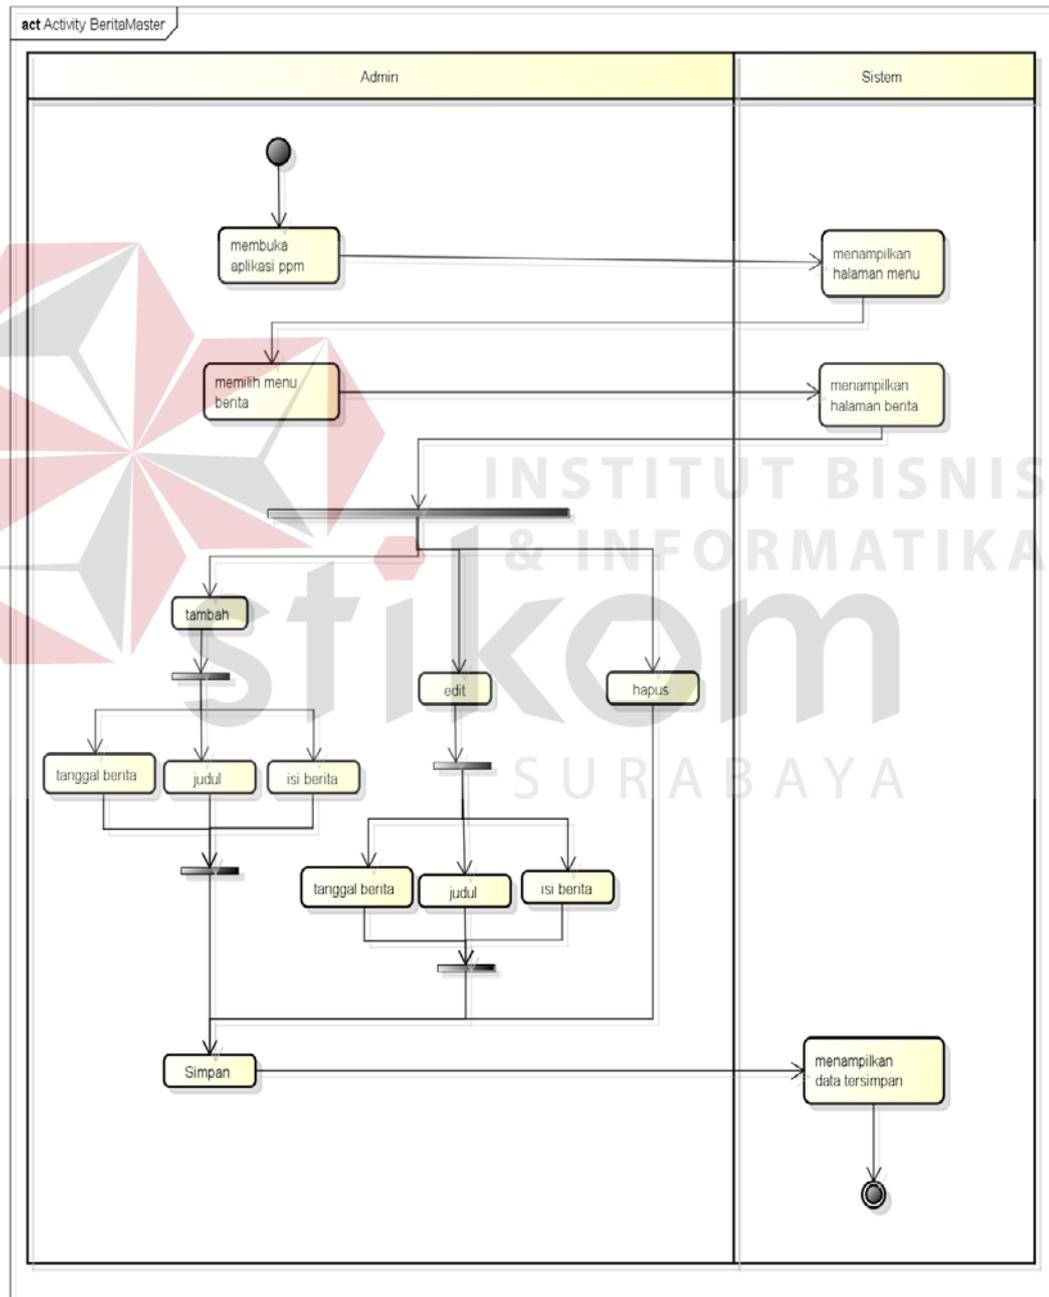 act Activity BeritaMaster
Admin
Sistem
membuka
aplikasi ppm
menampilkan
halaman menu
memilih menu
berita
menampilkan
halaman berita
INSTITUT BISNIS
& INFORMATIKA
stikom
SURABAYA
tambah
edit
hapus
tanggal berita
judul
isi berita
tanggal berita
judul
isi berita
Simpan
menampilkan
data tersimpan